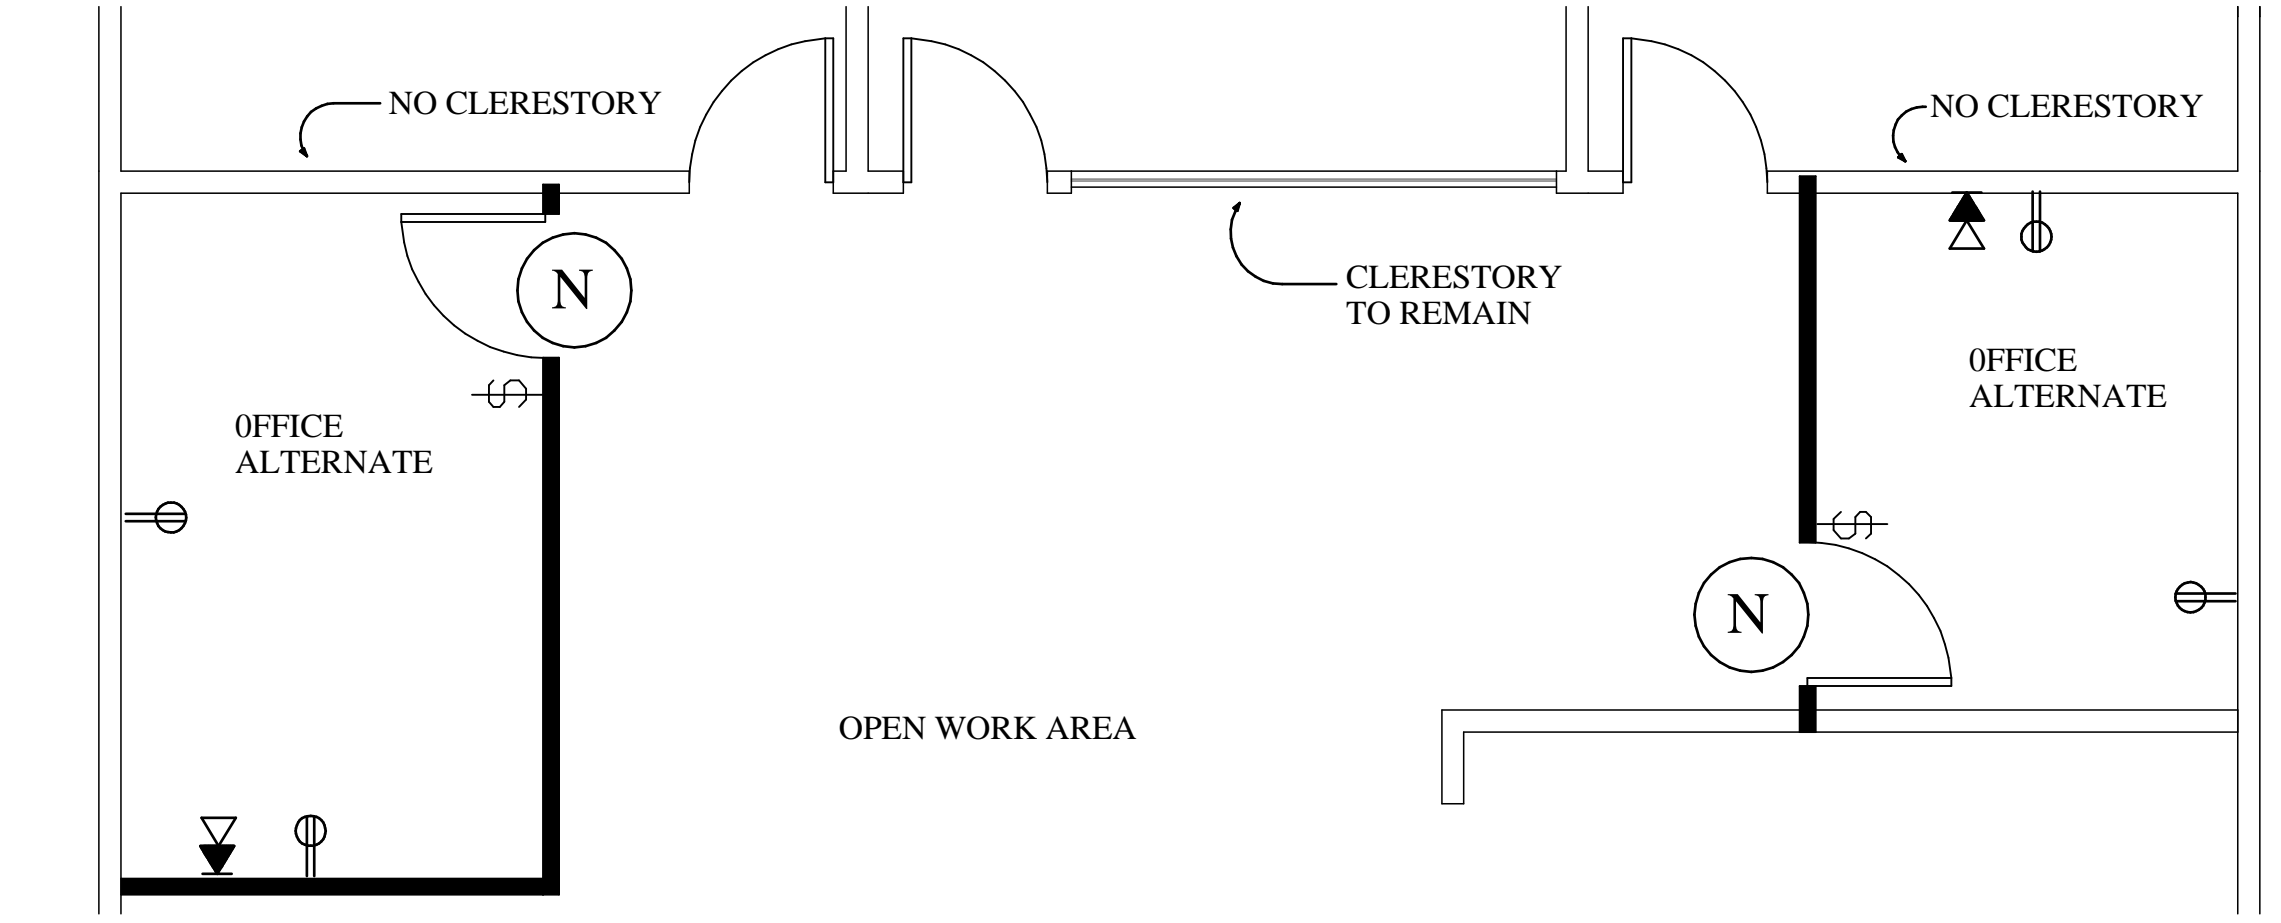 NO CLERESTORY
NO CLERESTORY
N
CLERESTORY
TO REMAIN
0FFICE
ALTERNATE
$
0FFICE
ALTERNATE
$
N
OPEN WORK AREA